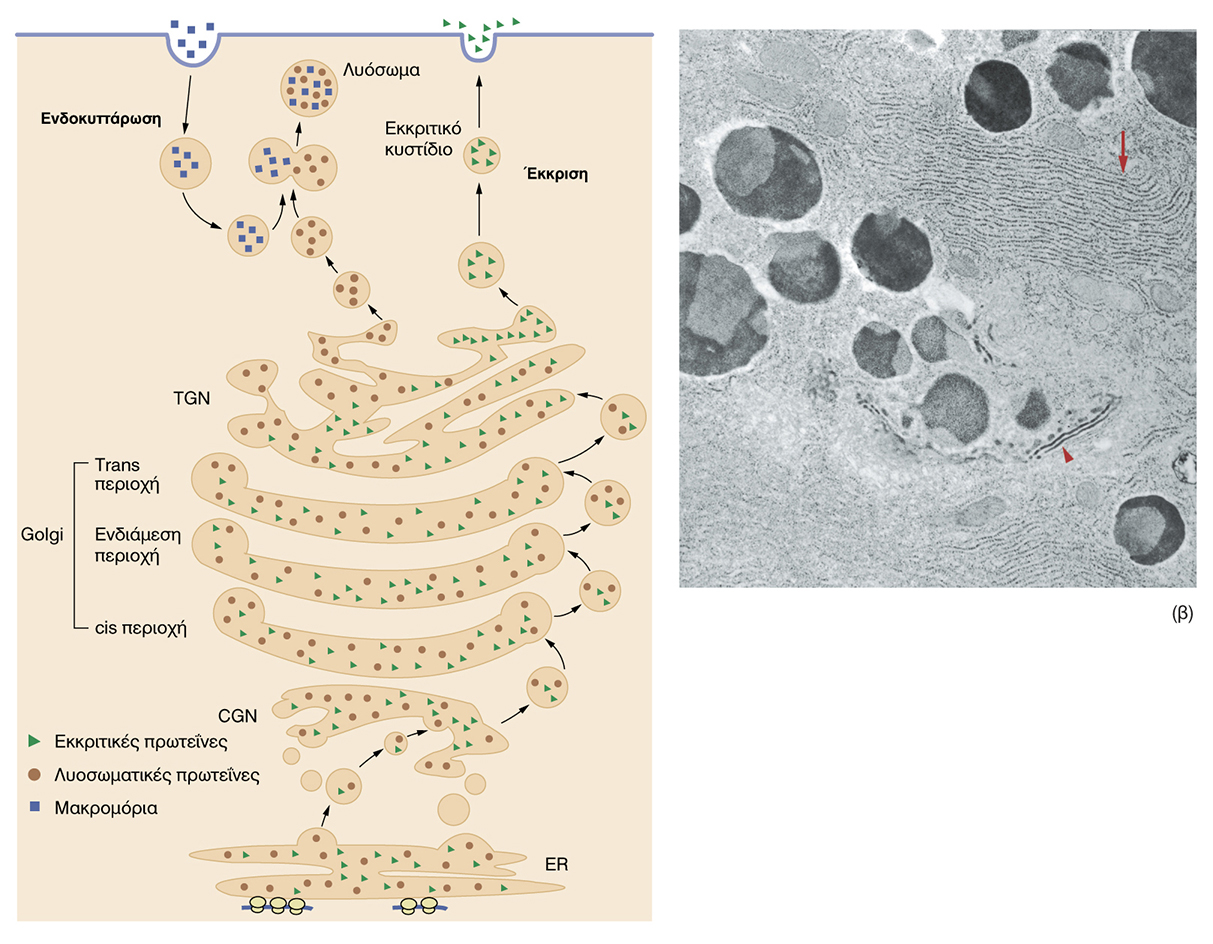 Λυόσωμα
Ενδοκυττάρωση
Εκκριτικό
κυστίδιο
Έκκριση
TGN
Trans
περιοχή
Golgi
Ενδιάμεση
περιοχή
cis περιοχή
CGN
Εκκριτικές πρωτεΐνες
Λυοσωματικές πρωτεΐνες
Μακρομόρια
ER
(β)